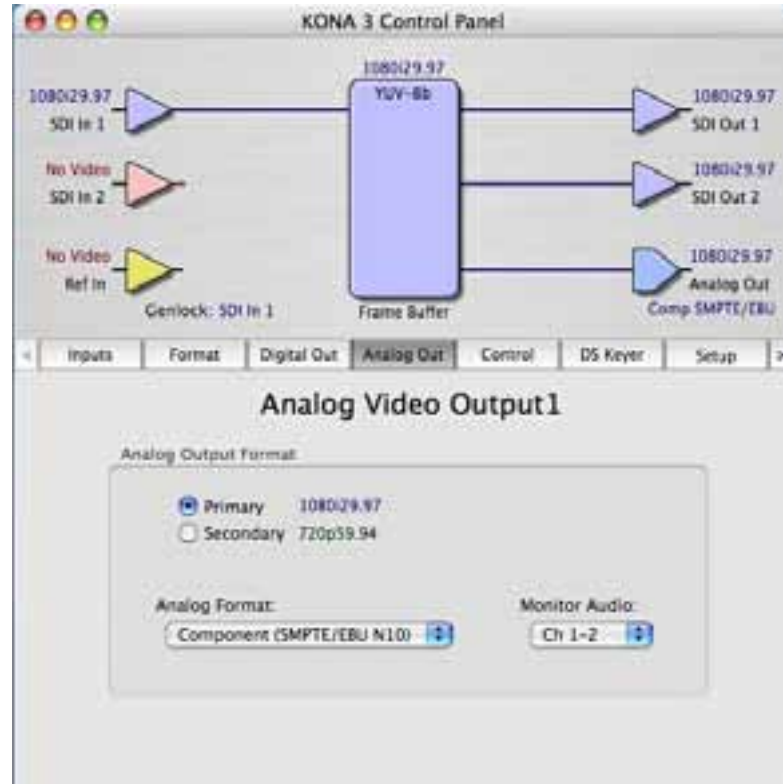 KONA 3 Control Panel
1080i29.97
YUV-8b
1080i29.97
SDI In 1
1080i29.97
SDI Out 1
No Video
SDI In 2
1080i29.97
SDI Out 2
No Video
Ref In
1080i29.97
Analog Out
Genlock: SDI In 1
Frame Buffer
Comp SMPTE/EBU
Inputs Format Digital Out Analog Out Control DS Keyer Setup
Analog Video Output1
Analog Output Format
Primary 1080i29.97
Secondary 720p59.94
Analog Format: Monitor Audio:
Component (SMPTE/EBU N10) Ch 1-2